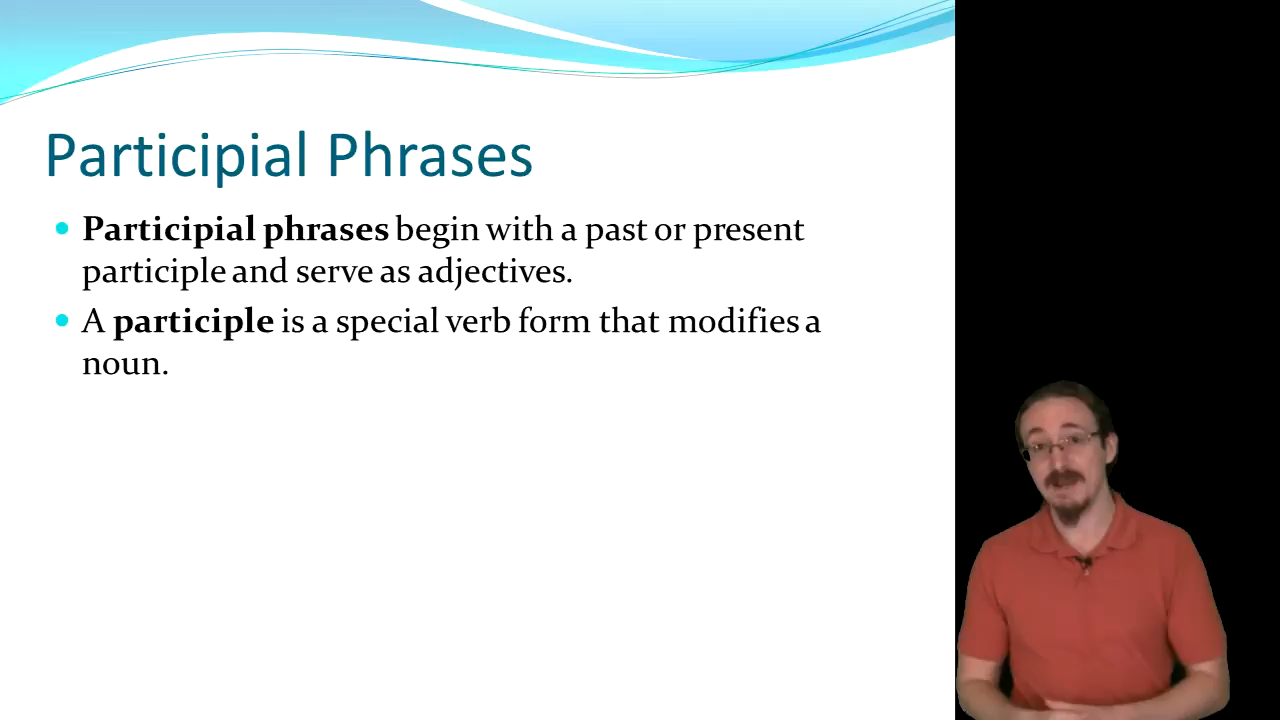 Participial Phrases
Participial phrases begin with a past or present
participle and serve as adjectives.
A participle is a special verb form that modifies a
noun.